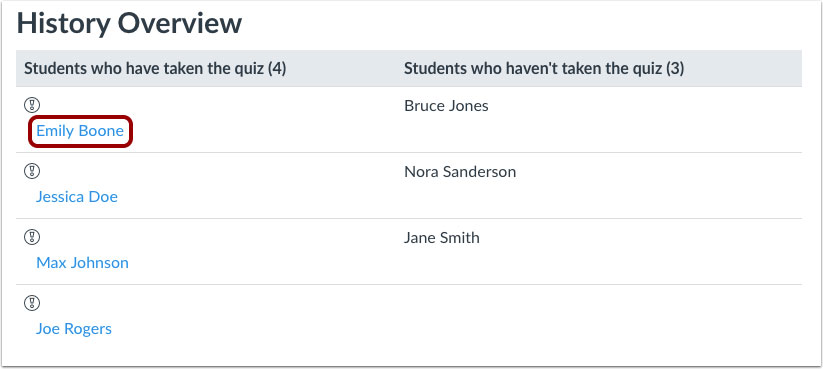 History Overview
Students who have taken the quiz (4) Students who haven't taken the quiz (3)
Bruce Jones
Emily Boone
Nora Sanderson
Jessica Doe
Jane Smith
Max Johnson
Joe Rogers